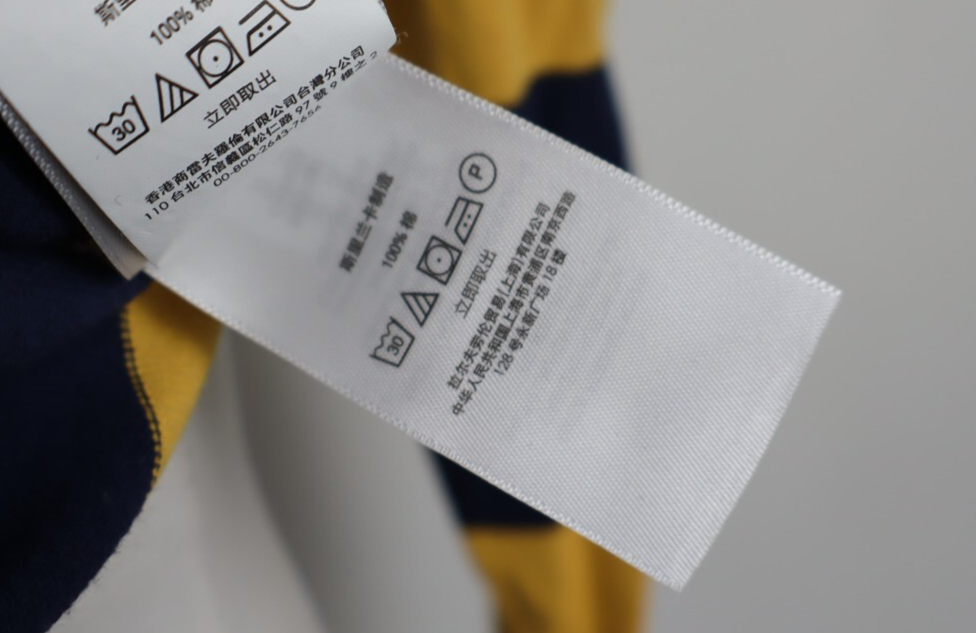 斯里
100% 棉
30
立即取出
香港商雷夫羅倫有限公司台灣分公司
110 台北市信義區松仁路 97 號 9 樓之 2
00-800-2643-7656
斯里兰卡制造
100% 棉
30
P
立即取出
拉尔夫劳伦贸易(上海)有限公司
中华人民共和国上海市黄浦区南京西路
128 号永新广场 18 楼